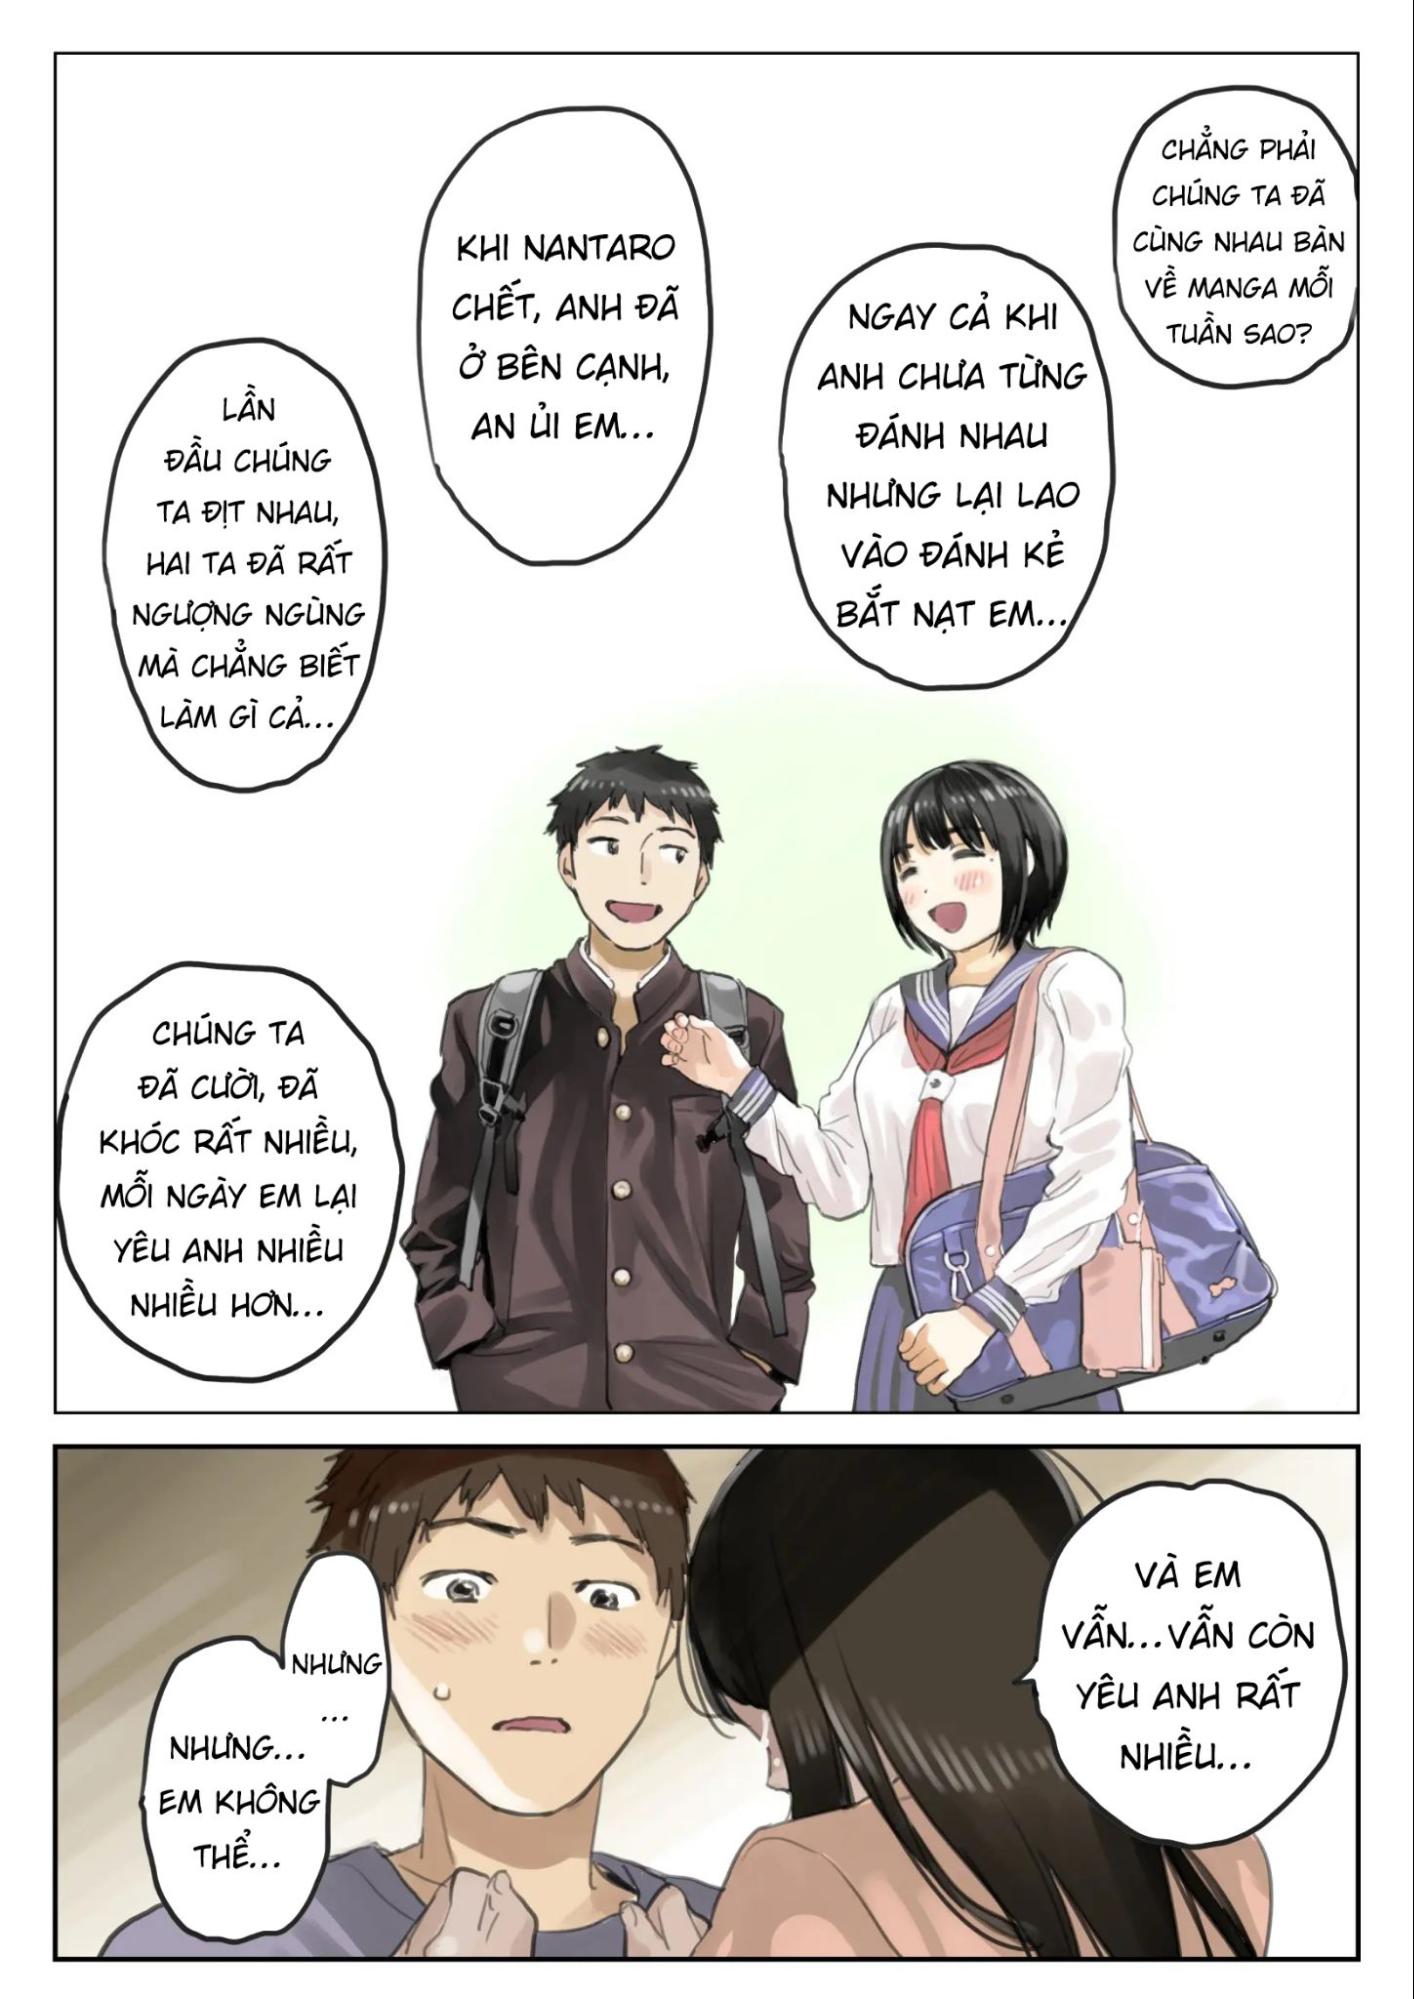 CHẲNG PHẢI
CHÚNG TA ĐÃ
CÙNG NHAU BÀN
VỀ MANGA MỖI
TUẦN SAO?
NGAY CẢ KHI
ANH CHƯA TỪNG
ĐÁNH NHAU
NHƯNG LẠI LAO
VÀO ĐÁNH KẺ
BẮT NẠT EM...
KHI NANTARO
CHẾT, ANH ĐÃ
Ở BÊN CẠNH,
AN ỦI EM...
LẦN
ĐẦU CHÚNG
TA ĐỊT NHAU,
HAI TA ĐÃ RẤT
NGƯỢNG NGÙNG
MÀ CHẲNG BIẾT
LÀM GÌ CẢ...
CHÚNG TA
ĐÃ CƯỜI, ĐÃ
KHÓC RẤT NHIỀU,
MỖI NGÀY EM LẠI
YÊU ANH NHIỀU
NHIỀU HƠN...
VÀ EM
VẪN...VẪN CÒN
YÊU ANH RẤT
NHIỀU...
NHƯNG
...
NHƯNG...
EM KHÔNG
THỂ...